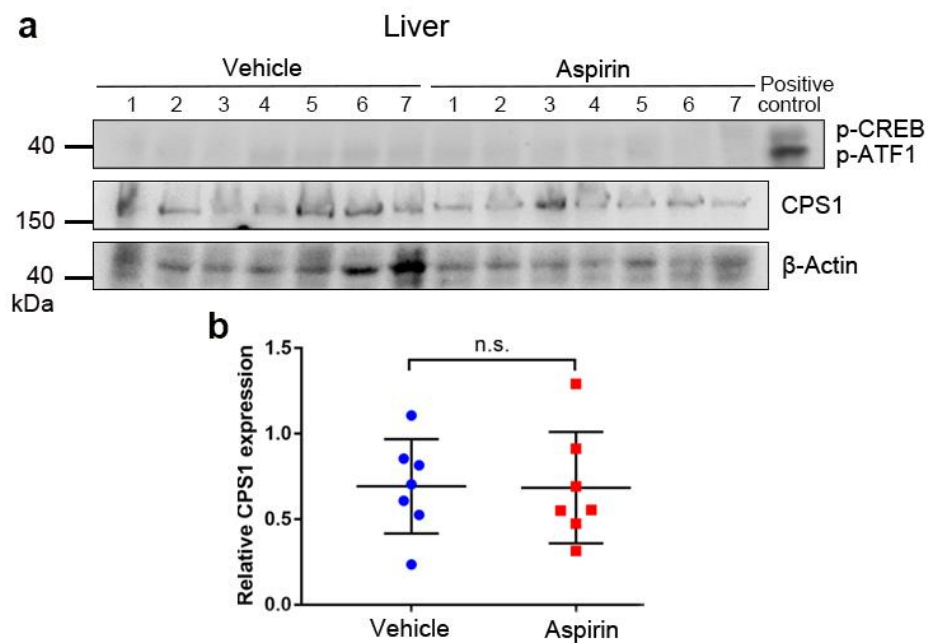 a
Liver
Vehicle Aspirin Positive control
1 2 3 4 5 6 7 1 2 3 4 5 6 7
40 p-CREB
p-ATF1
150 CPS1
40 β-Actin
kDa
b
n.s.
Relative CPS1 expression
1.5
1.0
0.5
0.0
Vehicle Aspirin